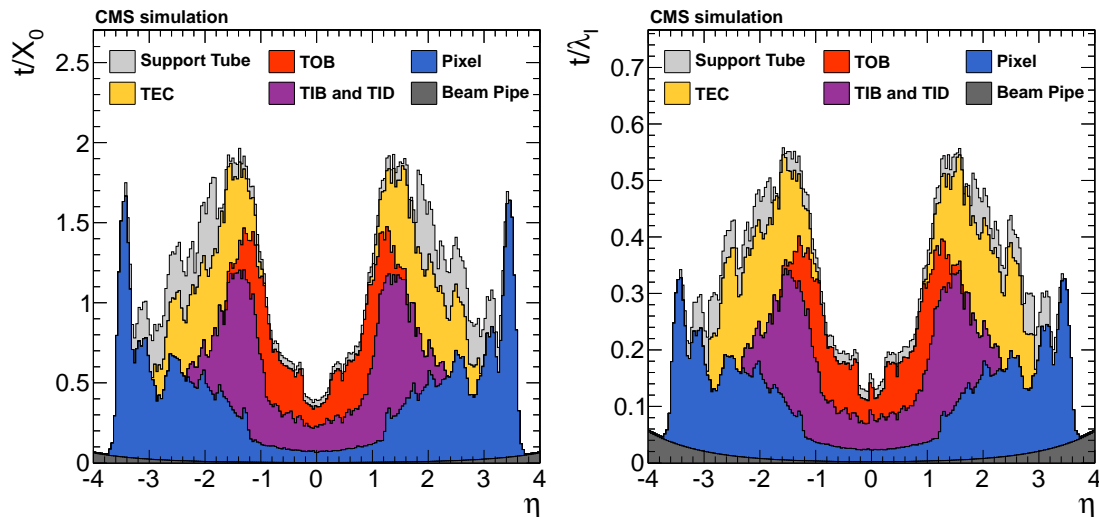 CMS simulation
t/X₀
Support Tube TOB Pixel
TEC TIB and TID Beam Pipe
2.5
2
1.5
1
0.5
0
-4 -3 -2 -1 0 1 2 3 4
η
CMS simulation
t/λ_I
Support Tube TOB Pixel
TEC TIB and TID Beam Pipe
0.7
0.6
0.5
0.4
0.3
0.2
0.1
0
-4 -3 -2 -1 0 1 2 3 4
η